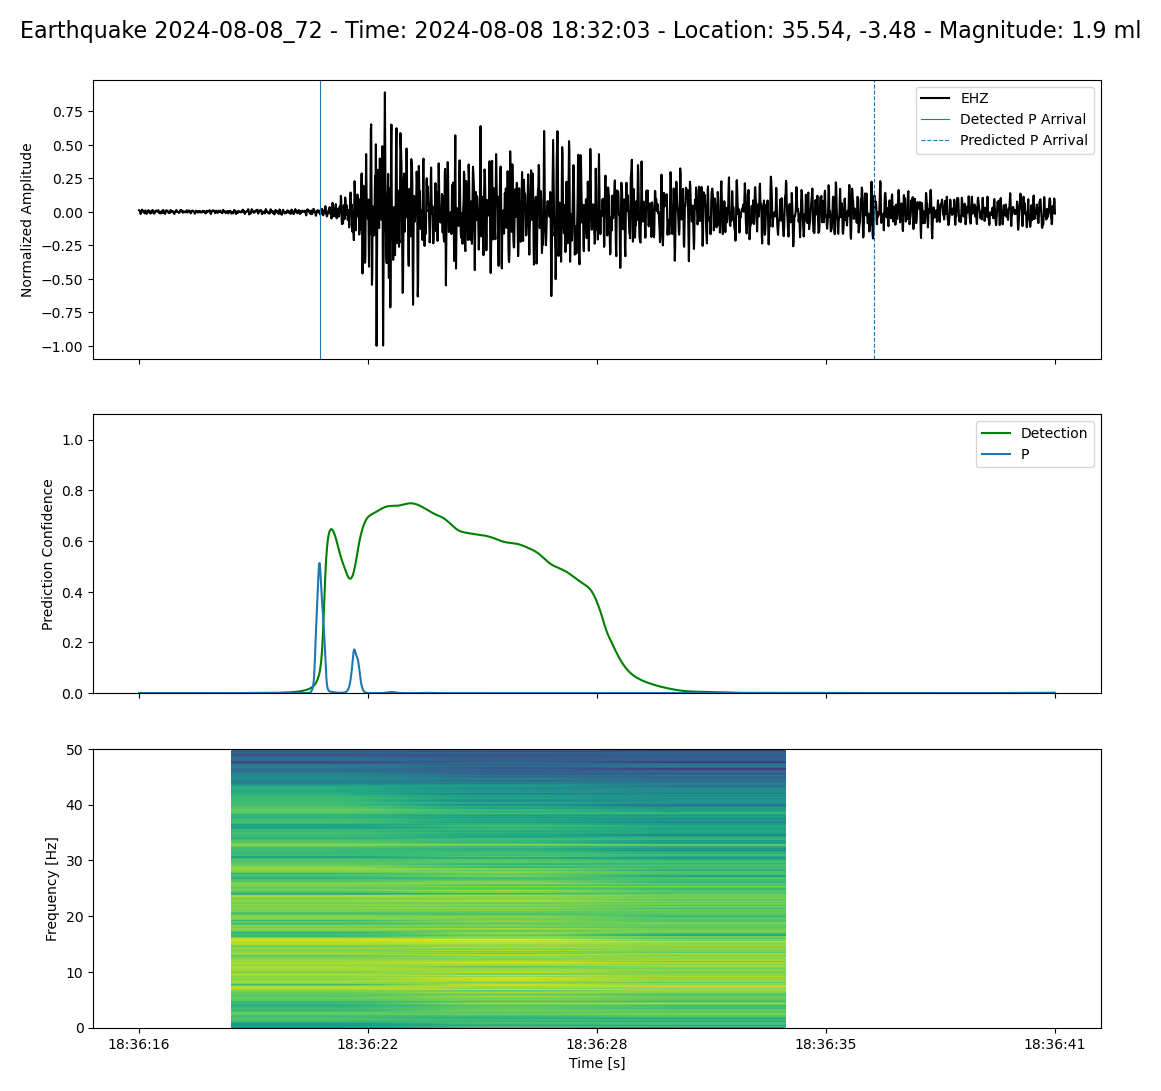 Earthquake 2024-08-08_72 - Time: 2024-08-08 18:32:03 - Location: 35.54, -3.48 - Magnitude: 1.9 ml
Normalized Amplitude
0.75
0.50
0.25
0.00
−0.25
−0.50
−0.75
−1.00
EHZ
Detected P Arrival
Predicted P Arrival
Prediction Confidence
1.0
0.8
0.6
0.4
0.2
0.0
Detection
P
Frequency [Hz]
50
40
30
20
10
0
18:36:16 18:36:22 18:36:28 18:36:35 18:36:41
Time [s]